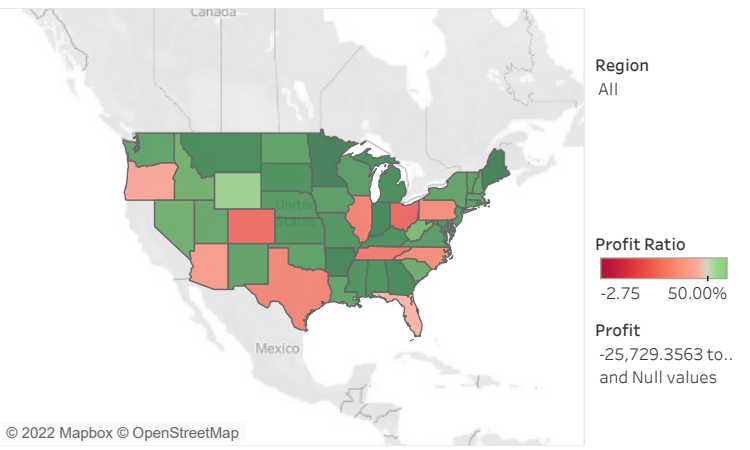 Canada
Region
All
United
States
Profit Ratio
-2.75 50.00%
Profit
-25,729.3563 to..
and Null values
Mexico
© 2022 Mapbox © OpenStreetMap